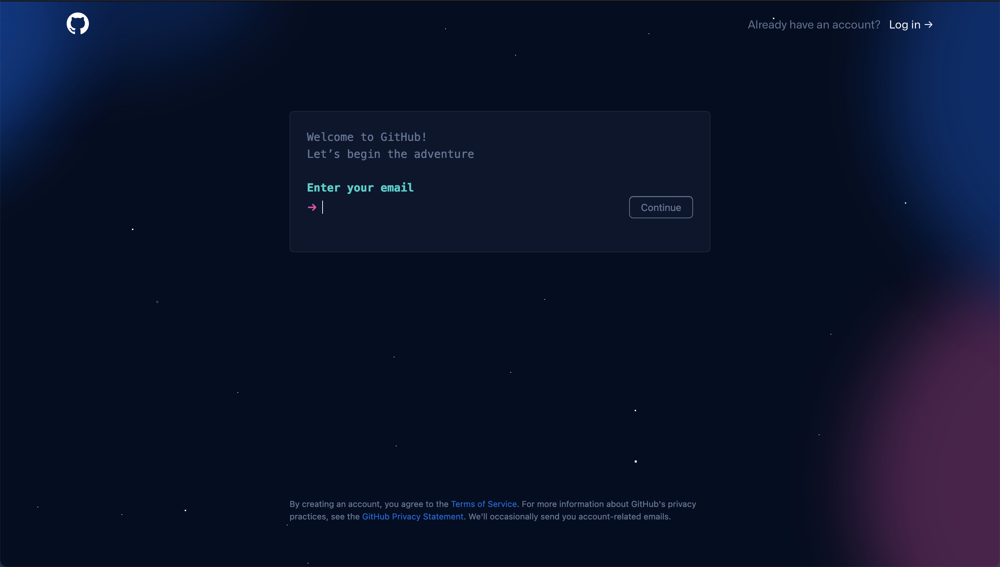 Already have an account? Log in →
Welcome to GitHub!
Let’s begin the adventure
Enter your email
→
Continue
By creating an account, you agree to the Terms of Service. For more information about GitHub's privacy
practices, see the GitHub Privacy Statement. We'll occasionally send you account-related emails.